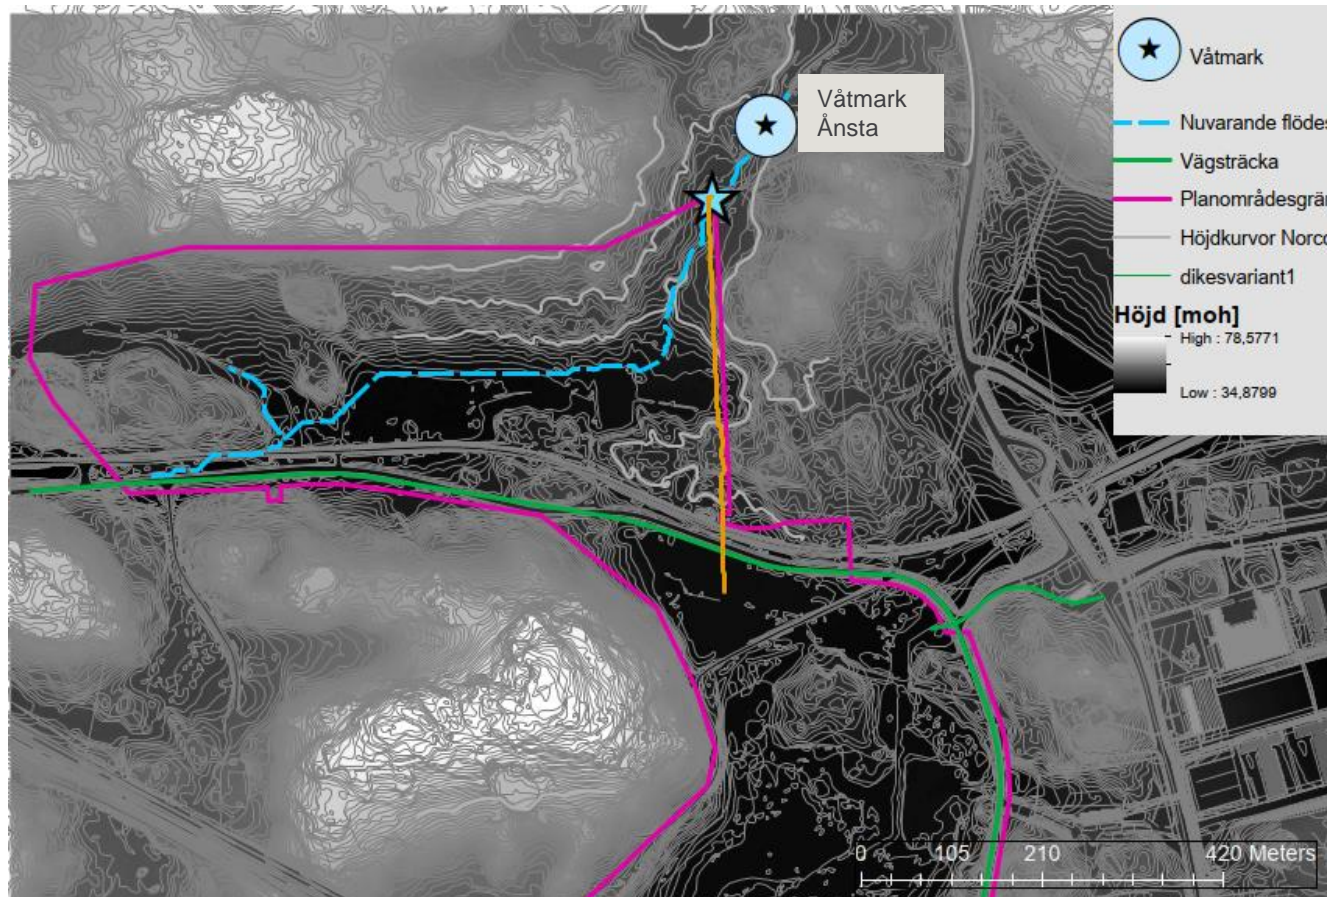 Våtmark
Ånsta
Våtmark
Nuvarande flödes
Vägsträcka
Planområdesgrän
Höjdkurvor Norco
dikesvariant1
Höjd [moh]
High : 78,5771
Low : 34,8799
0 105 210 420 Meters